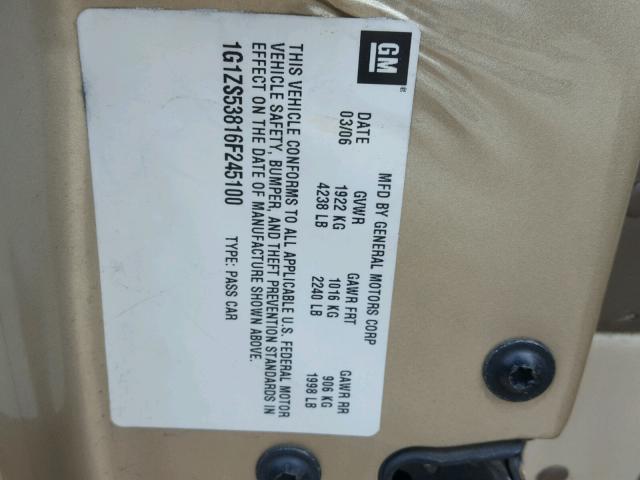 GM®
MFD BY GENERAL MOTORS CORP
DATE GVWR GAWR FRT GAWR RR
03/06 1922 KG 1016 KG 906 KG
4238 LB 2240 LB 1998 LB
THIS VEHICLE CONFORMS TO ALL APPLICABLE U.S. FEDERAL MOTOR
VEHICLE SAFETY, BUMPER, AND THEFT PREVENTION STANDARDS IN
EFFECT ON THE DATE OF MANUFACTURE SHOWN ABOVE.
1G1ZS53816F245100 TYPE: PASS CAR